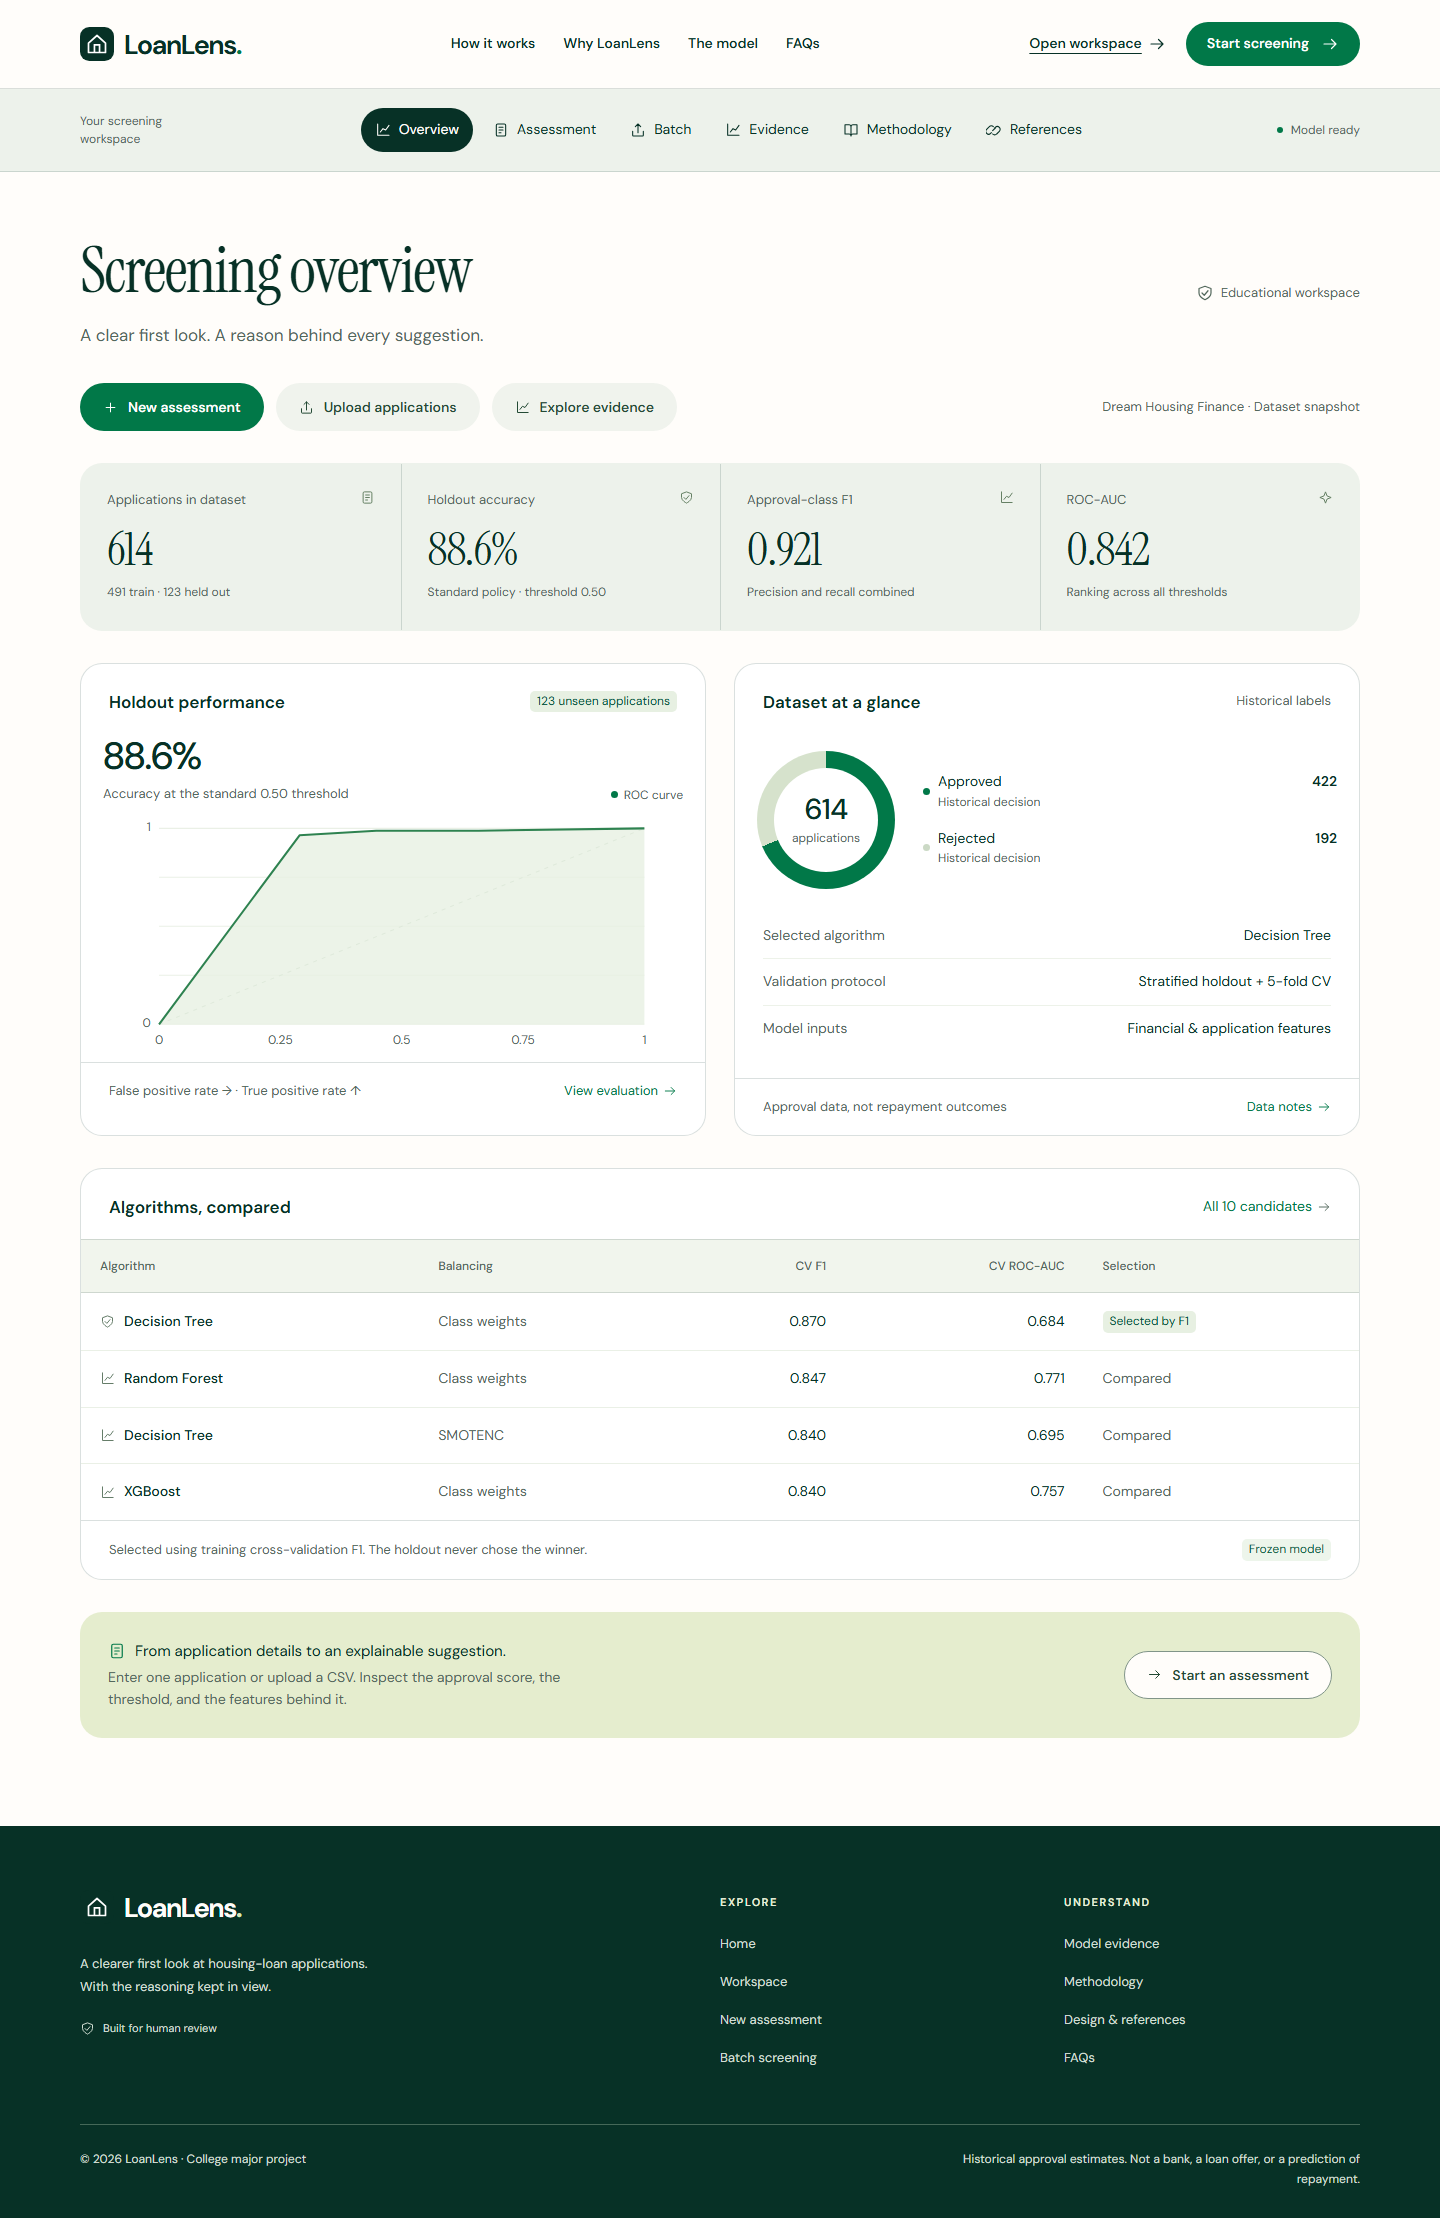 LoanLens.
How it works
Why LoanLens
The model
FAQs
Open workspace →
Start screening →
Your screening
workspace
Overview
Assessment
Batch
Evidence
Methodology
References
Model ready
Screening overview
Educational workspace
A clear first look. A reason behind every suggestion.
+ New assessment
Upload applications
Explore evidence
Dream Housing Finance · Dataset snapshot
Applications in dataset
614
491 train · 123 held out
Holdout accuracy
88.6%
Standard policy · threshold 0.50
Approval-class F1
0.921
Precision and recall combined
ROC-AUC
0.842
Ranking across all thresholds
Holdout performance
123 unseen applications
88.6%
Accuracy at the standard 0.50 threshold
ROC curve
1
0
0 0.25 0.5 0.75 1
False positive rate → · True positive rate ↑
View evaluation →
Dataset at a glance
Historical labels
614
applications
Approved 422
Historical decision
Rejected 192
Historical decision
Selected algorithm Decision Tree
Validation protocol Stratified holdout + 5-fold CV
Model inputs Financial & application features
Approval data, not repayment outcomes
Data notes →
Algorithms, compared
All 10 candidates →
Algorithm Balancing CV F1 CV ROC-AUC Selection
Decision Tree Class weights 0.870 0.684 Selected by F1
Random Forest Class weights 0.847 0.771 Compared
Decision Tree SMOTENC 0.840 0.695 Compared
XGBoost Class weights 0.840 0.757 Compared
Selected using training cross-validation F1. The holdout never chose the winner.
Frozen model
From application details to an explainable suggestion.
Enter one application or upload a CSV. Inspect the approval score, the
threshold, and the features behind it.
→ Start an assessment
LoanLens.
A clearer first look at housing-loan applications.
With the reasoning kept in view.
Built for human review
EXPLORE
Home
Workspace
New assessment
Batch screening
UNDERSTAND
Model evidence
Methodology
Design & references
FAQs
© 2026 LoanLens · College major project
Historical approval estimates. Not a bank, a loan offer, or a prediction of
repayment.